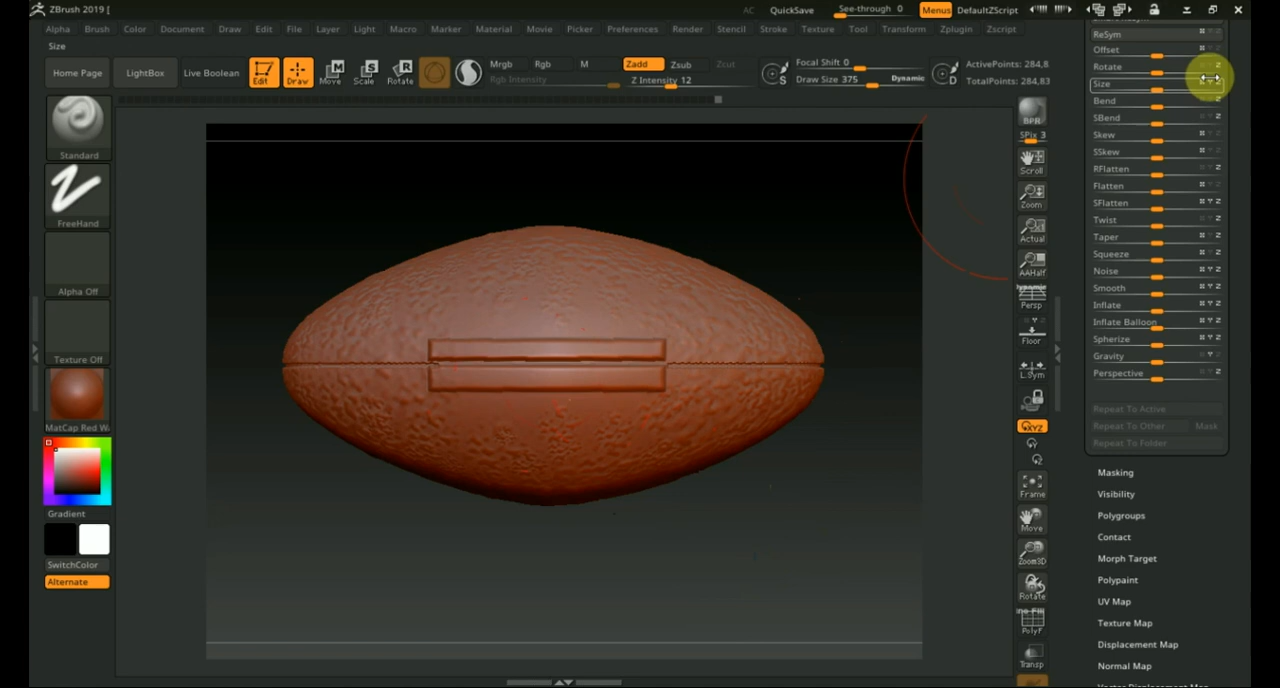 ZBrush 2019 [
AC QuickSave See-through 0 Menus DefaultZScript
Alpha Brush Color Document Draw Edit File Layer Light Macro Marker Material Movie Picker Preferences Render Stencil Stroke Texture Tool Transform Zplugin Zscript
Size
Home Page LightBox Live Boolean Edit Draw Move Scale Rotate
Mrgb Rgb M Zadd Zsub Zcut
Rgb Intensity Z Intensity 12
Focal Shift 0
Draw Size 375 Dynamic
ActivePoints: 284,8
TotalPoints: 284,83
Standard
FreeHand
Alpha Off
Texture Off
MatCap Red Wa
Gradient
SwitchColor
Alternate
BPR
SPix 3
Scroll
Zoom
Actual
AAHalf
Dynamic
Persp
Floor
L.Sym
XYZ
Frame
Move
Zoom3D
Rotate
PolyF
Transp
ReSym
Offset
Rotate
Size
Bend
SBend
Skew
SSkew
RFlatten
Flatten
SFlatten
Twist
Taper
Squeeze
Noise
Smooth
Inflate
Inflate Balloon
Spherize
Gravity
Perspective
Repeat To Active
Repeat To Other Mask
Repeat To Folder
Masking
Visibility
Polygroups
Contact
Morph Target
Polypaint
UV Map
Texture Map
Displacement Map
Normal Map
Vector Displacement Map